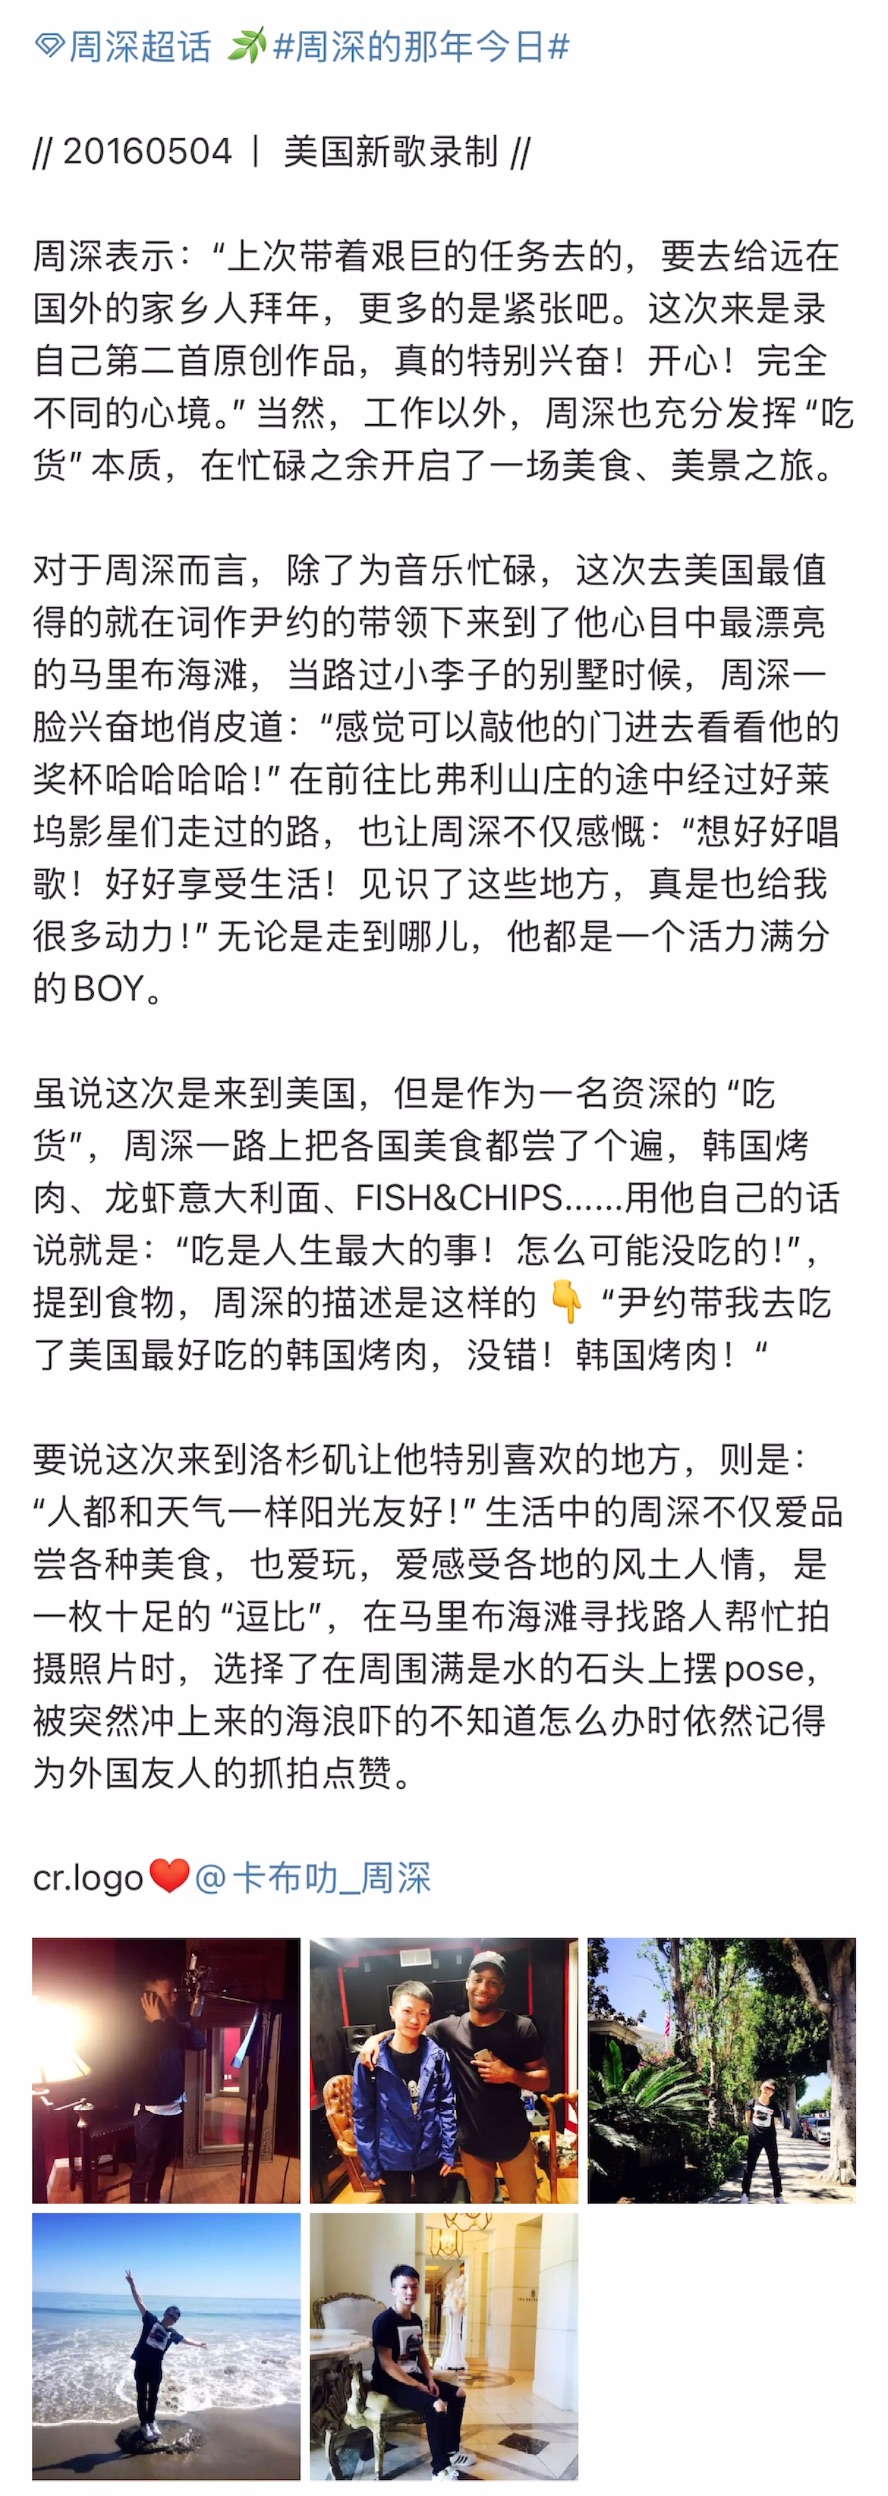 周深超话 🌿#周深的那年今日#
// 20160504 | 美国新歌录制 //
周深表示：“上次带着艰巨的任务去的，要去给远在
国外的家乡人拜年，更多的是紧张吧。这次来是录
自己第二首原创作品，真的特别兴奋！开心！完全
不同的心境。” 当然，工作以外，周深也充分发挥 “吃
货” 本质，在忙碌之余开启了一场美食、美景之旅。
对于周深而言，除了为音乐忙碌，这次去美国最值
得的就在词作尹约的带领下来到了他心目中最漂亮
的马里布海滩，当路过小李子的别墅时候，周深一
脸兴奋地俏皮道：“感觉可以敲他的门进去看看他的
奖杯哈哈哈哈!” 在前往比弗利山庄的途中经过好莱
坞影星们走过的路，也让周深不仅感慨：“想好好唱
歌！好好享受生活！见识了这些地方，真是也给我
很多动力!” 无论是走到哪儿，他都是一个活力满分
的BOY。
虽说这次是来到美国，但是作为一名资深的 “吃
货”，周深一路上把各国美食都尝了个遍，韩国烤
肉、龙虾意大利面、FISH&CHIPS……用他自己的话
说就是：“吃是人生最大的事！怎么可能没吃的!”，
提到食物，周深的描述是这样的 👇 “尹约带我去吃
了美国最好吃的韩国烤肉，没错！韩国烤肉！“
要说这次来到洛杉矶让他特别喜欢的地方，则是：
“人都和天气一样阳光友好!” 生活中的周深不仅爱品
尝各种美食，也爱玩，爱感受各地的风土人情，是
一枚十足的 “逗比”，在马里布海滩寻找路人帮忙拍
摄照片时，选择了在周围满是水的石头上摆pose，
被突然冲上来的海浪吓的不知道怎么办时依然记得
为外国友人的抓拍点赞。
cr.logo❤️@卡布叻_周深